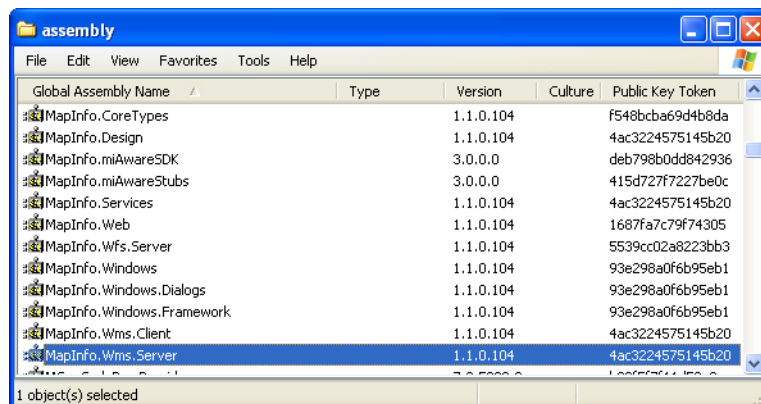 assembly
File Edit View Favorites Tools Help
Global Assembly Name Type Version Culture Public Key Token
MapInfo.CoreTypes 1.1.0.104 f548bcba69d4b8da
MapInfo.Design 1.1.0.104 4ac3224575145b20
MapInfo.miAwareSDK 3.0.0.0 deb798b0dd842936
MapInfo.miAwareStubs 3.0.0.0 415d727f7227be0c
MapInfo.Services 1.1.0.104 4ac3224575145b20
MapInfo.Web 1.1.0.104 1687fa7c79f74305
MapInfo.Wfs.Server 1.1.0.104 5539cc02a8223bb3
MapInfo.Windows 1.1.0.104 93e298a0f6b95eb1
MapInfo.Windows.Dialogs 1.1.0.104 93e298a0f6b95eb1
MapInfo.Windows.Framework 1.1.0.104 93e298a0f6b95eb1
MapInfo.Wms.Client 1.1.0.104 4ac3224575145b20
MapInfo.Wms.Server 1.1.0.104 4ac3224575145b20
1 object(s) selected